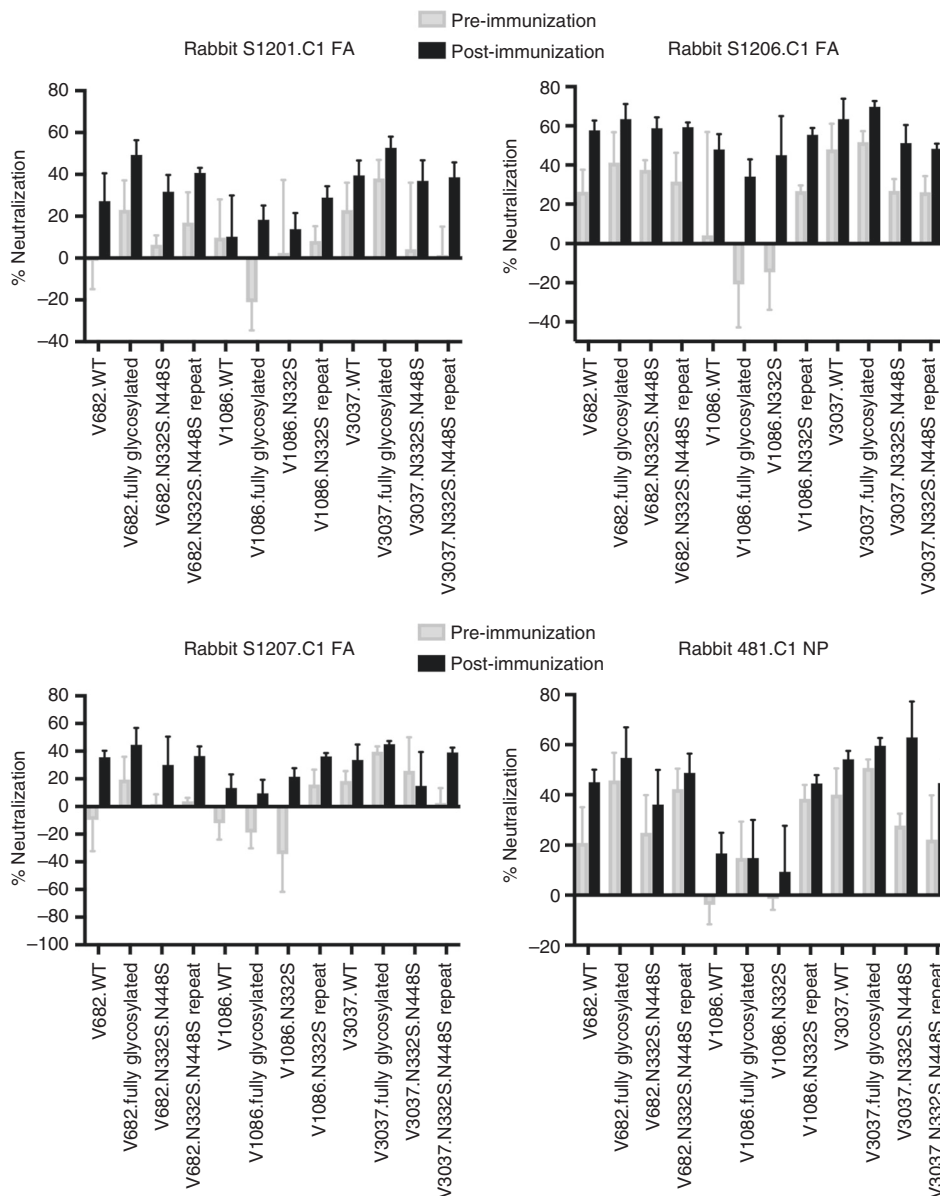 Pre-immunization
Post-immunization
Rabbit S1201.C1 FA
Rabbit S1206.C1 FA
% Neutralization
80
60
40
20
0
−20
−40
V682.WT
V682.fully glycosylated
V682.N332S.N448S
V682.N332S.N448S repeat
V1086.WT
V1086.fully glycosylated
V1086.N332S
V1086.N332S repeat
V3037.WT
V3037.fully glycosylated
V3037.N332S.N448S
V3037.N332S.N448S repeat
% Neutralization
80
60
40
20
0
−20
−40
V682.WT
V682.fully glycosylated
V682.N332S.N448S
V682.N332S.N448S repeat
V1086.WT
V1086.fully glycosylated
V1086.N332S
V1086.N332S repeat
V3037.WT
V3037.fully glycosylated
V3037.N332S.N448S
V3037.N332S.N448S repeat
Pre-immunization
Post-immunization
Rabbit S1207.C1 FA
Rabbit 481.C1 NP
% Neutralization
80
60
40
20
0
−20
−40
−60
−80
−100
V682.WT
V682.fully glycosylated
V682.N332S.N448S
V682.N332S.N448S repeat
V1086.WT
V1086.fully glycosylated
V1086.N332S
V1086.N332S repeat
V3037.WT
V3037.fully glycosylated
V3037.N332S.N448S
V3037.N332S.N448S repeat
% Neutralization
80
60
40
20
0
−20
V682.WT
V682.fully glycosylated
V682.N332S.N448S
V682.N332S.N448S repeat
V1086.WT
V1086.fully glycosylated
V1086.N332S
V1086.N332S repeat
V3037.WT
V3037.fully glycosylated
V3037.N332S.N448S
V3037.N332S.N448S repeat